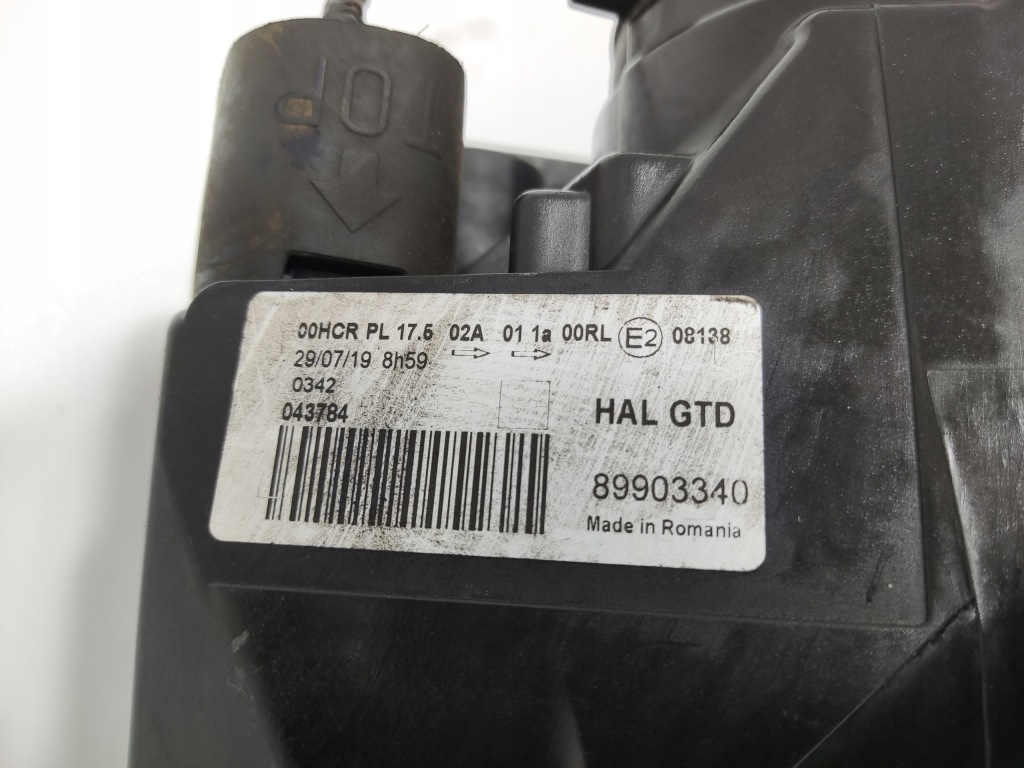 TOP
00HCR PL 17.5 02A 01 1a 00RL E2 08138
29/07/19 8h59
0342
043784
HAL GTD
89903340
Made in Romania